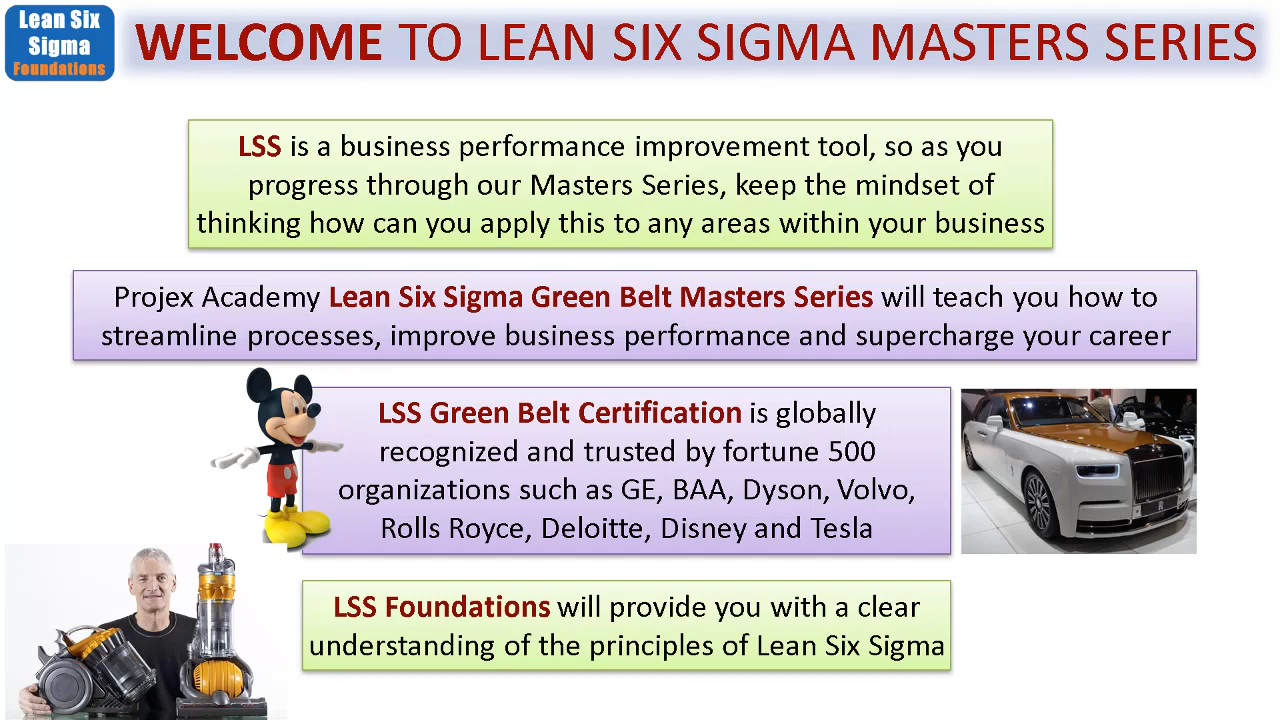 Lean Six
Sigma
Foundations
WELCOME TO LEAN SIX SIGMA MASTERS SERIES
LSS is a business performance improvement tool, so as you
progress through our Masters Series, keep the mindset of
thinking how can you apply this to any areas within your business
Projex Academy Lean Six Sigma Green Belt Masters Series will teach you how to
streamline processes, improve business performance and supercharge your career
LSS Green Belt Certification is globally
recognized and trusted by fortune 500
organizations such as GE, BAA, Dyson, Volvo,
Rolls Royce, Deloitte, Disney and Tesla
LSS Foundations will provide you with a clear
understanding of the principles of Lean Six Sigma